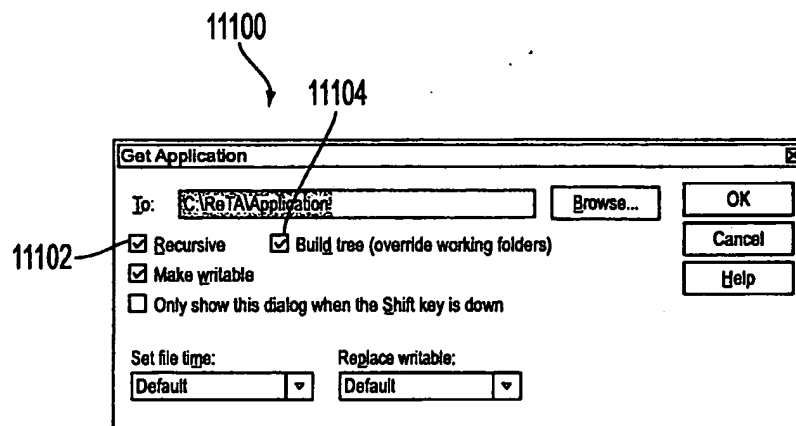 11100
11104
Get Application
To: C:\ReTA\Application\ Browse... OK
11102 Recursive Build tree (override working folders) Cancel
Make writable Help
Only show this dialog when the Shift key is down
Set file time: Replace writable:
Default Default